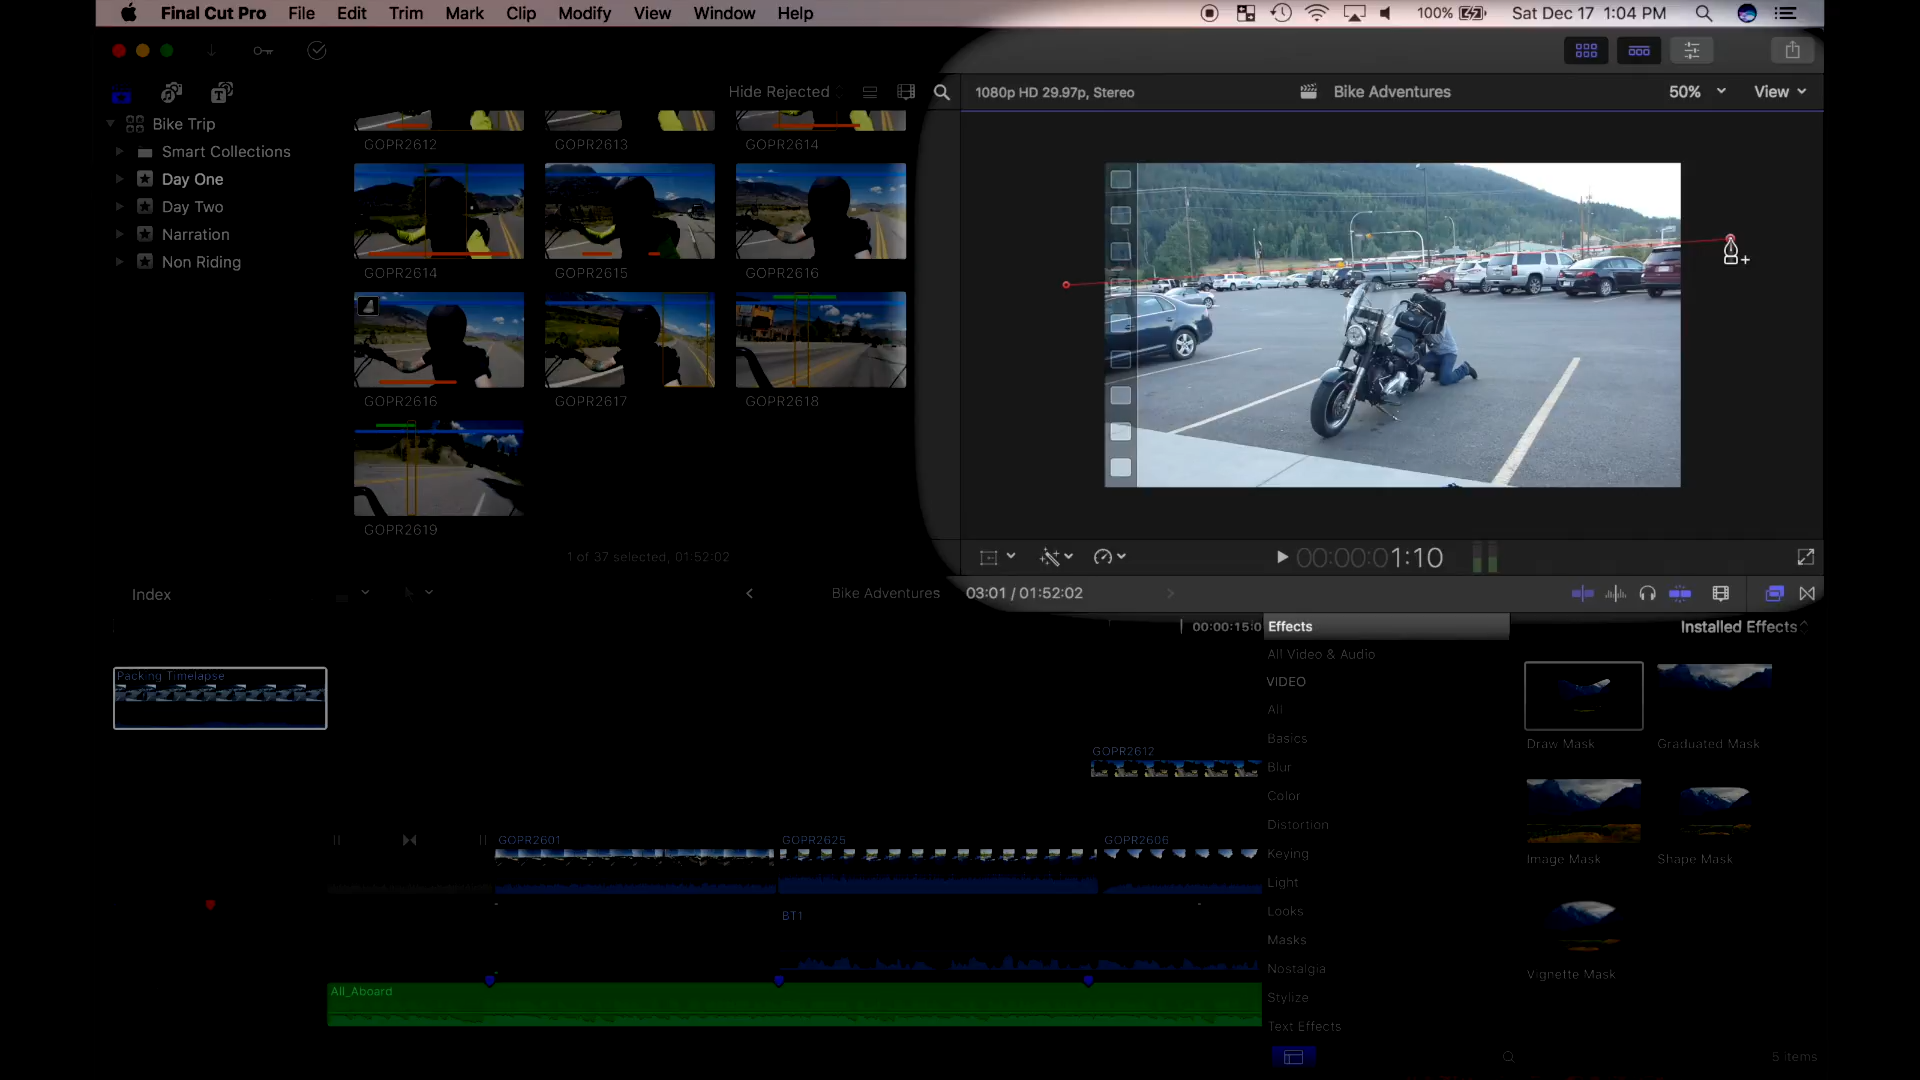 Final Cut Pro File Edit Trim Mark Clip Modify View Window Help 100% Sat Dec 17 1:04 PM
Hide Rejected
1080p HD 29.97p, Stereo Bike Adventures 50% View
Bike Trip
Smart Collections
Day One
Day Two
Narration
Non Riding
GOPR2612 GOPR2613 GOPR2614
GOPR2614 GOPR2615 GOPR2616
GOPR2616 GOPR2617 GOPR2618
GOPR2619
1 of 37 selected, 01:52:02
00:00:01:10
Index Bike Adventures 03:01 / 01:52:02
00:00:15:0
Effects Installed Effects
All Video & Audio
VIDEO
All
Basics
Blur
Color
Distortion
Keying
Light
Looks
Masks
Nostalgia
Stylize
Text Effects
Draw Mask Graduated Mask
Image Mask Shape Mask
Vignette Mask
5 items
Packing Timelapse
GOPR2612
GOPR2601 GOPR2625 GOPR2606
BT1
All_Aboard